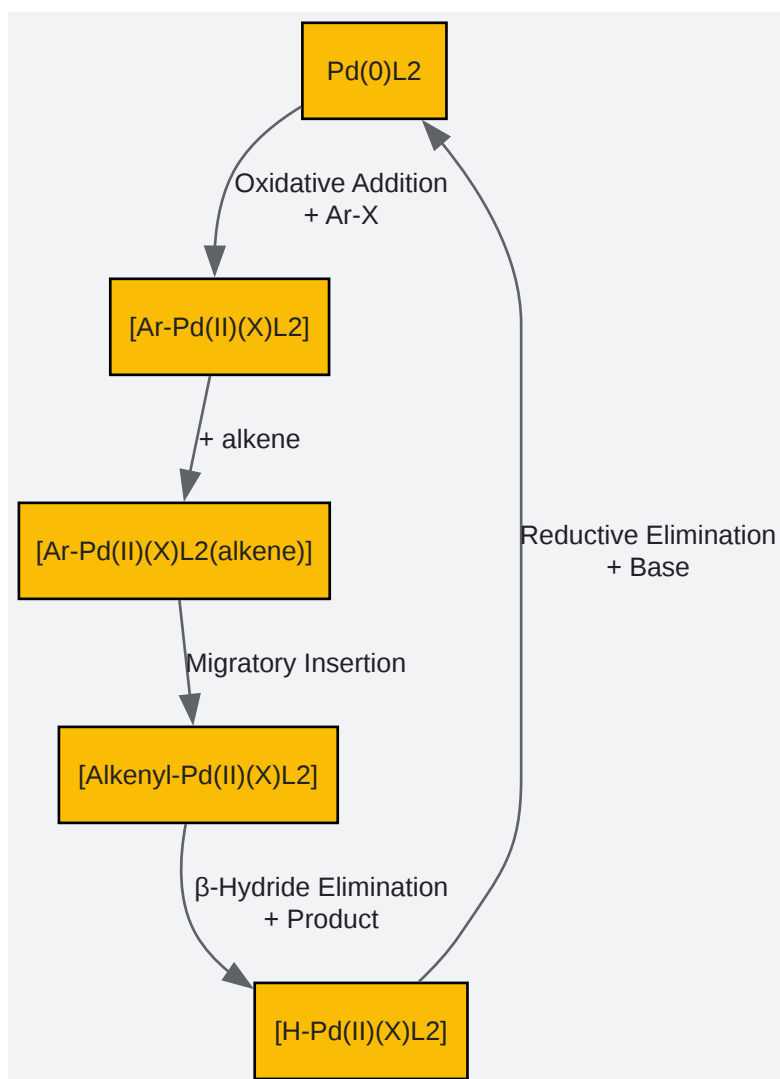 Pd(0)L2
Oxidative Addition
+ Ar-X
[Ar-Pd(II)(X)L2]
+ alkene
[Ar-Pd(II)(X)L2(alkene)]
Reductive Elimination
+ Base
Migratory Insertion
[Alkenyl-Pd(II)(X)L2]
β-Hydride Elimination
+ Product
[H-Pd(II)(X)L2]